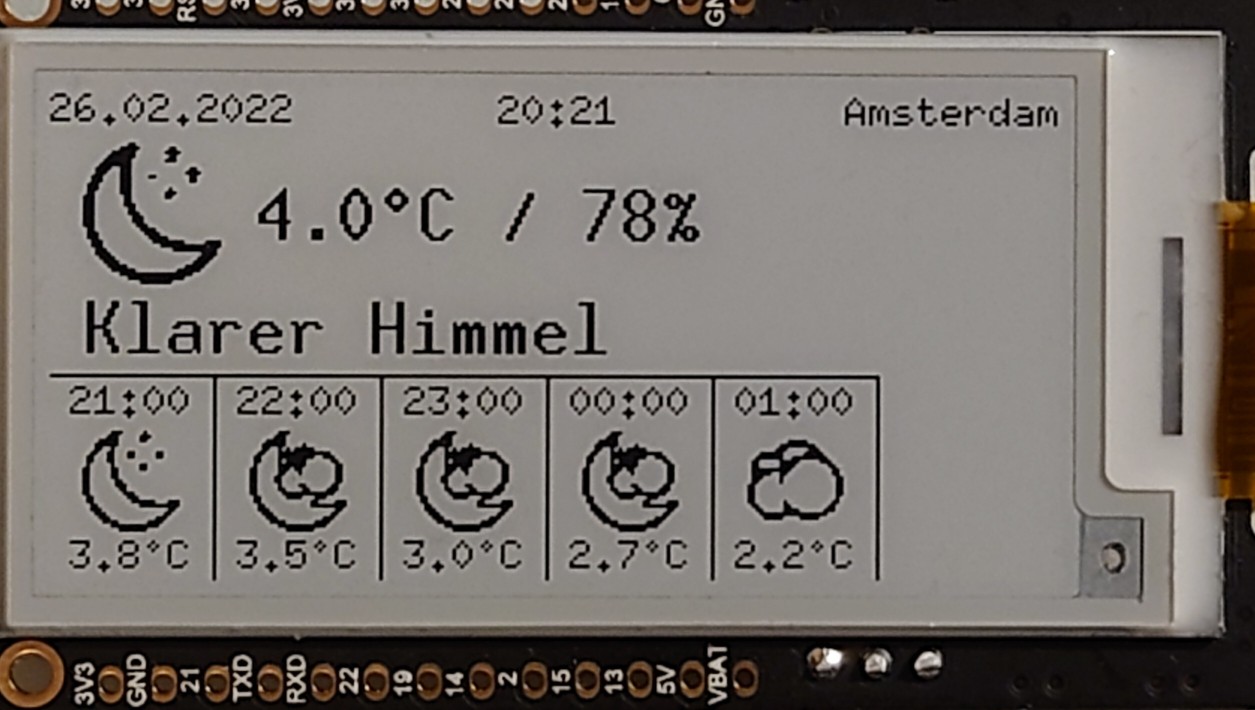 26.02.2022 20:21 Amsterdam
4.0°C / 78%
Klarer Himmel
21:00 22:00 23:00 00:00 01:00
3.8°C 3.5°C 3.0°C 2.7°C 2.2°C
3V3 GND 21 TXD RXD 22 19 14 2 15 13 5V VBAT